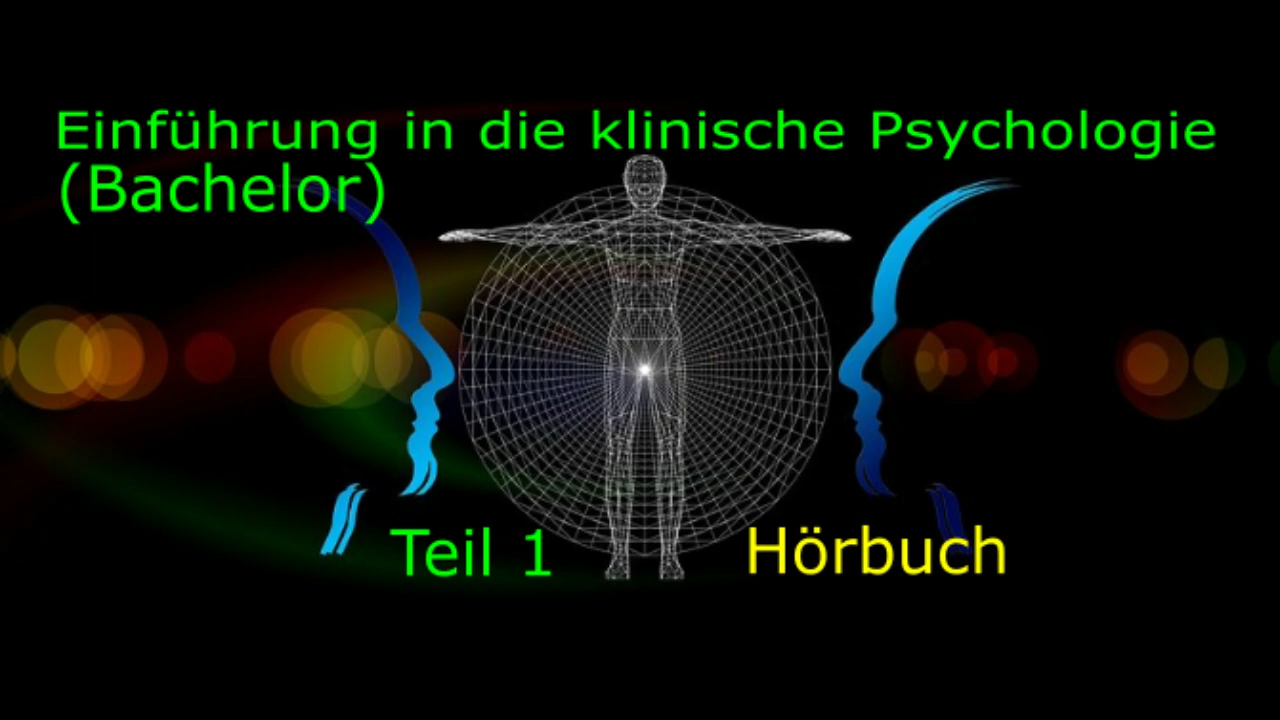 Einführung in die klinische Psychologie
(Bachelor)
Teil 1 Hörbuch